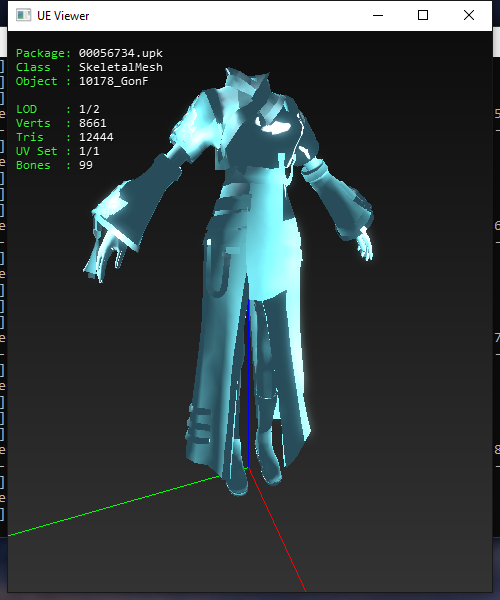 UE Viewer
Package: 00056734.upk
Class  : SkeletalMesh
Object : 10178_GonF
LOD    : 1/2
Verts  : 8661
Tris   : 12444
UV Set : 1/1
Bones  : 99